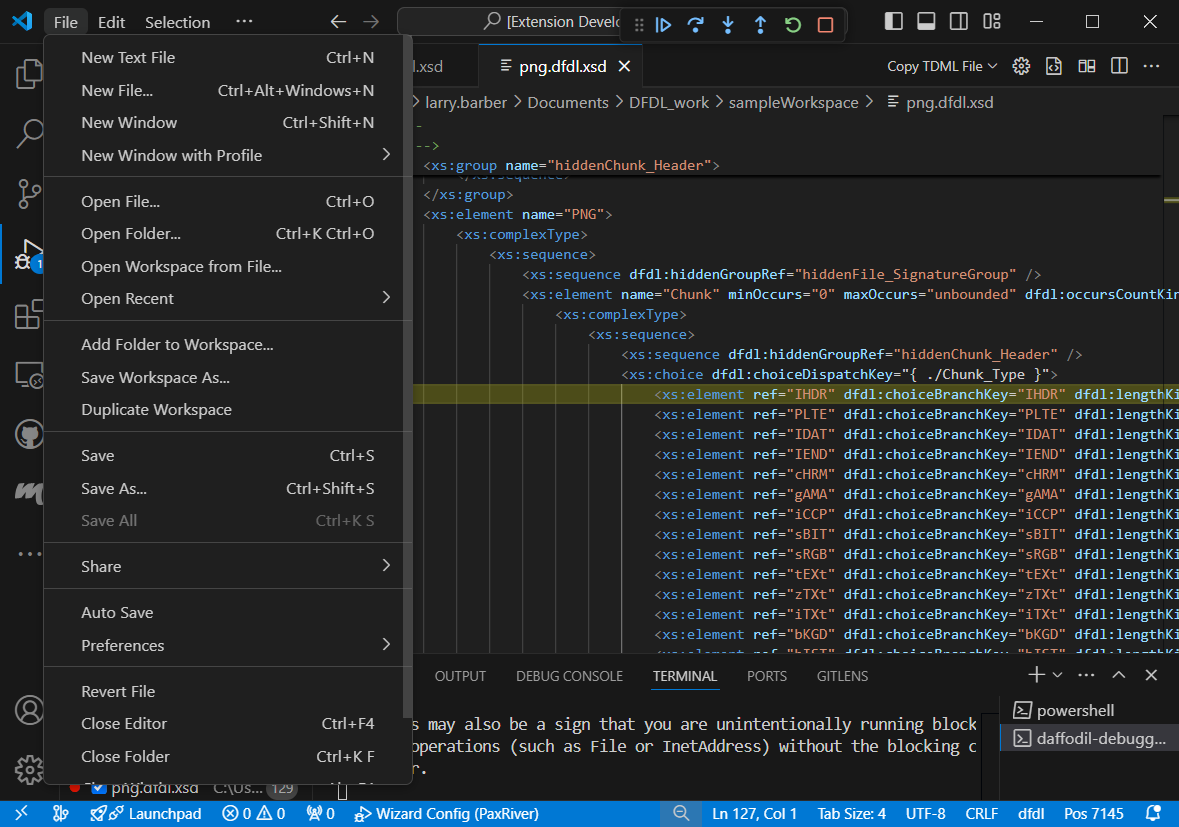 File Edit Selection ··· [Extension Develo
New Text File Ctrl+N
New File... Ctrl+Alt+Windows+N
New Window Ctrl+Shift+N
New Window with Profile
Open File... Ctrl+O
Open Folder... Ctrl+K Ctrl+O
Open Workspace from File...
Open Recent
Add Folder to Workspace...
Save Workspace As...
Duplicate Workspace
Save Ctrl+S
Save As... Ctrl+Shift+S
Save All Ctrl+K S
Share
Auto Save
Preferences
Revert File
Close Editor Ctrl+F4
Close Folder Ctrl+K F
1
l.xsd png.dfdl.xsd Copy TDML File
larry.barber > Documents > DFDL_work > sampleWorkspace > png.dfdl.xsd
-
-->
<xs:group name="hiddenChunk_Header">
</xs:sequence>
</xs:group>
<xs:element name="PNG">
<xs:complexType>
<xs:sequence>
<xs:sequence dfdl:hiddenGroupRef="hiddenFile_SignatureGroup" />
<xs:element name="Chunk" minOccurs="0" maxOccurs="unbounded" dfdl:occursCountKin
<xs:complexType>
<xs:sequence>
<xs:sequence dfdl:hiddenGroupRef="hiddenChunk_Header" />
<xs:choice dfdl:choiceDispatchKey="{ ./Chunk_Type }">
<xs:element ref="IHDR" dfdl:choiceBranchKey="IHDR" dfdl:lengthKi
<xs:element ref="PLTE" dfdl:choiceBranchKey="PLTE" dfdl:lengthKi
<xs:element ref="IDAT" dfdl:choiceBranchKey="IDAT" dfdl:lengthKi
<xs:element ref="IEND" dfdl:choiceBranchKey="IEND" dfdl:lengthKi
<xs:element ref="cHRM" dfdl:choiceBranchKey="cHRM" dfdl:lengthKi
<xs:element ref="gAMA" dfdl:choiceBranchKey="gAMA" dfdl:lengthKi
<xs:element ref="iCCP" dfdl:choiceBranchKey="iCCP" dfdl:lengthKi
<xs:element ref="sBIT" dfdl:choiceBranchKey="sBIT" dfdl:lengthKi
<xs:element ref="sRGB" dfdl:choiceBranchKey="sRGB" dfdl:lengthKi
<xs:element ref="tEXt" dfdl:choiceBranchKey="tEXt" dfdl:lengthKi
<xs:element ref="zTXt" dfdl:choiceBranchKey="zTXt" dfdl:lengthKi
<xs:element ref="iTXt" dfdl:choiceBranchKey="iTXt" dfdl:lengthKi
<xs:element ref="bKGD" dfdl:choiceBranchKey="bKGD" dfdl:lengthKi
OUTPUT DEBUG CONSOLE TERMINAL PORTS GITLENS
s may also be a sign that you are unintentionally running block
operations (such as File or InetAddress) without the blocking c
r.
powershell
daffodil-debugg...
png.dfdl.xsd C:\Us... 129
Launchpad 0 0 0 Wizard Config (PaxRiver) Ln 127, Col 1 Tab Size: 4 UTF-8 CRLF dfdl Pos 7145